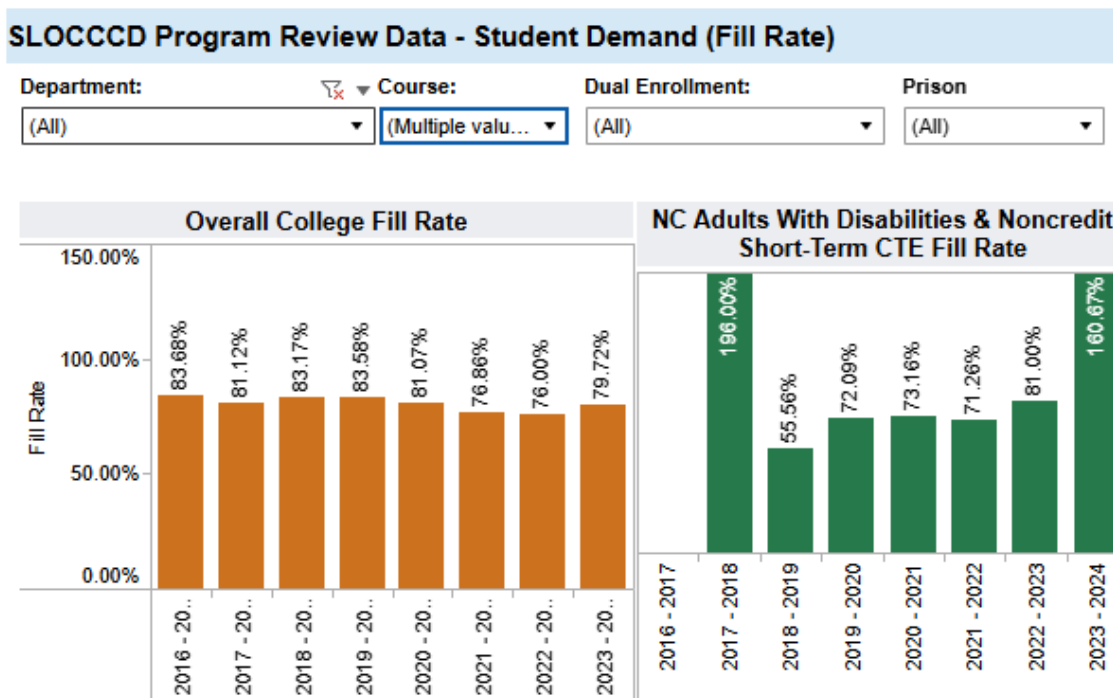 SLOCCCD Program Review Data - Student Demand (Fill Rate)
Department:
Course:
Dual Enrollment:
Prison
(All)
(Multiple valu...
(All)
(All)
Overall College Fill Rate
150.00%
100.00%
50.00%
0.00%
Fill Rate
83.68%
81.12%
83.17%
83.58%
81.07%
76.86%
76.00%
79.72%
2016 - 20..
2017 - 20..
2018 - 20..
2019 - 20..
2020 - 20..
2021 - 20..
2022 - 20..
2023 - 20..
NC Adults With Disabilities & Noncredit
Short-Term CTE Fill Rate
196.00%
55.56%
72.09%
73.16%
71.26%
81.00%
160.67%
2016 - 2017
2017 - 2018
2018 - 2019
2019 - 2020
2020 - 2021
2021 - 2022
2022 - 2023
2023 - 2024